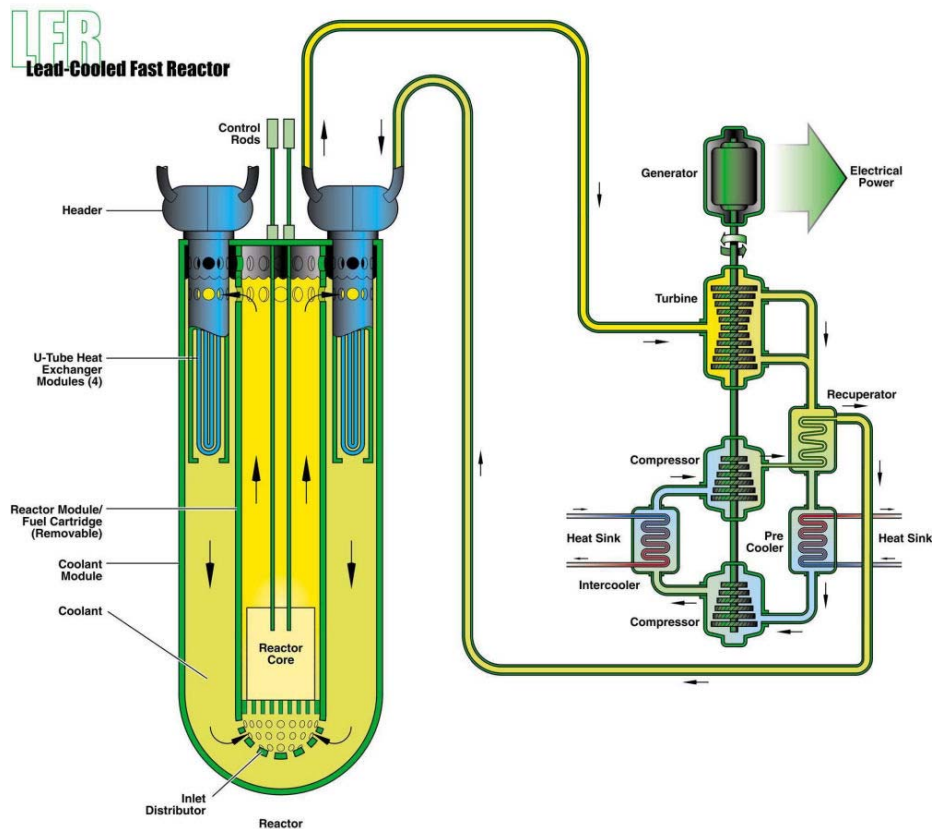 LFR
Lead-Cooled Fast Reactor
Control
Rods
Header
U-Tube Heat
Exchanger
Modules (4)
Reactor Module/
Fuel Cartridge
(Removable)
Coolant
Module
Coolant
Reactor
Core
Inlet
Distributor
Reactor
Generator
Electrical
Power
Turbine
Recuperator
Compressor
Heat Sink
Pre
Cooler
Heat Sink
Intercooler
Compressor